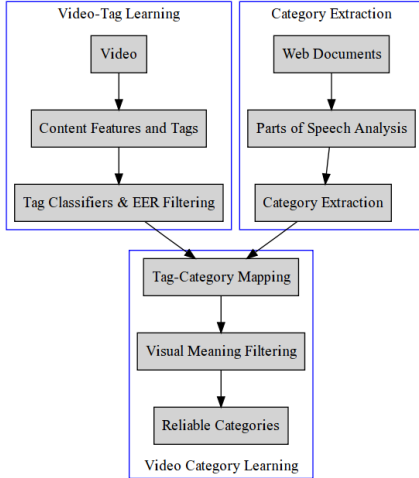 Video-Tag Learning
Video
Content Features and Tags
Tag Classifiers & EER Filtering
Category Extraction
Web Documents
Parts of Speech Analysis
Category Extraction
Tag-Category Mapping
Visual Meaning Filtering
Reliable Categories
Video Category Learning